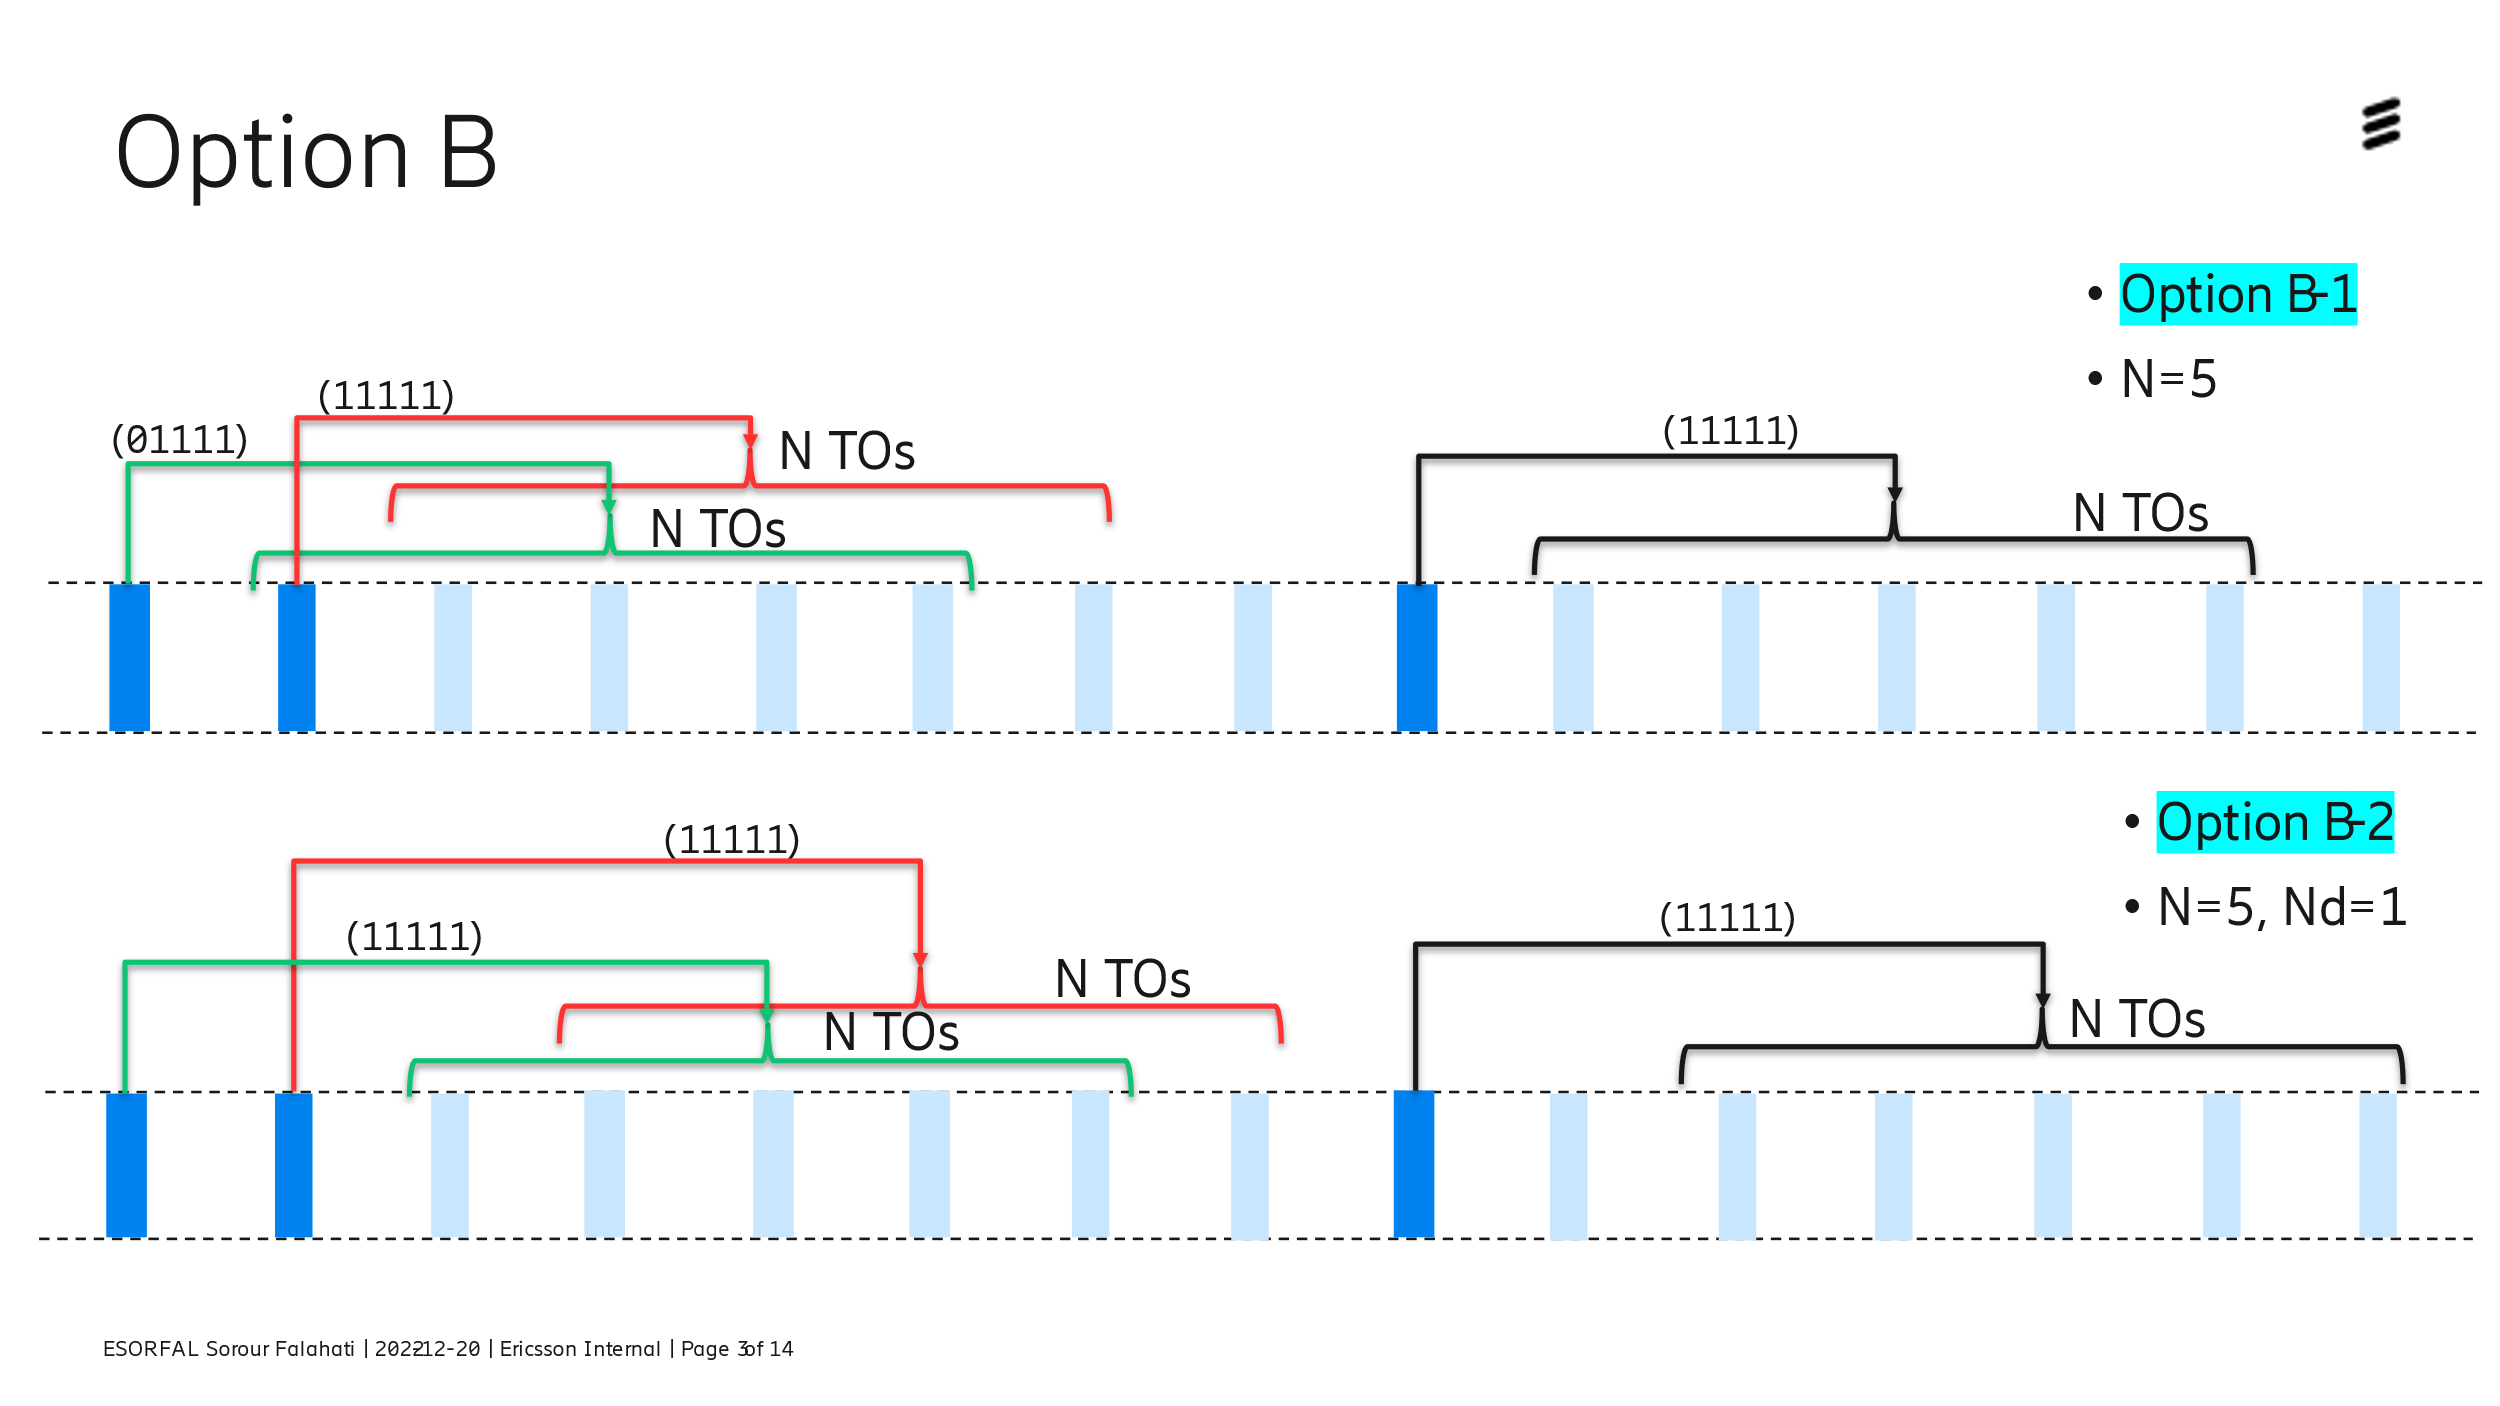 Option B
• Option B-1
• N=5
(11111)
(01111)
N TOs
N TOs
(11111)
N TOs
• Option B-2
• N=5, Nd=1
(11111)
(11111)
N TOs
N TOs
(11111)
N TOs
ESORFAL Sorour Falahati | 2022-12-20 | Ericsson Internal | Page 3 of 14